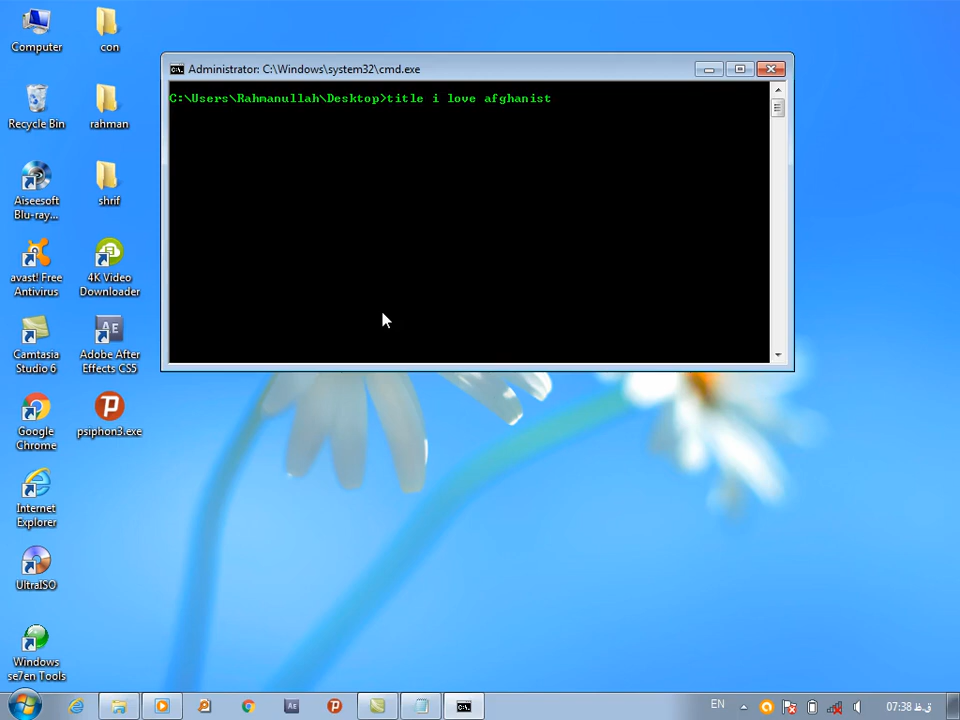 Computer
con
Recycle Bin
rahman
Aiseesoft
Blu-ray...
shrif
avast! Free
Antivirus
4K Video
Downloader
Camtasia
Studio 6
AE
Adobe After
Effects CS5
Google
Chrome
psiphon3.exe
Internet
Explorer
UltraISO
Windows
se7en Tools
Administrator: C:\Windows\system32\cmd.exe
C:\Users\Rahmanullah\Desktop>title i love afghanist
EN
07:38 ق.ظ